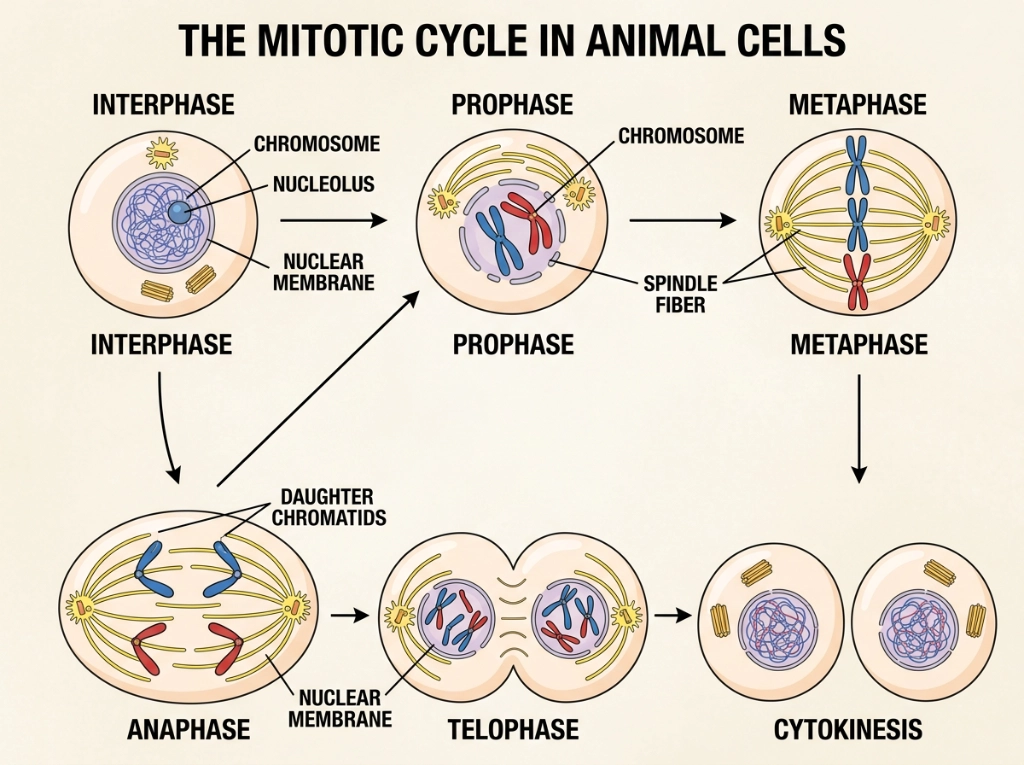 THE MITOTIC CYCLE IN ANIMAL CELLS
INTERPHASE
PROPHASE
METAPHASE
CHROMOSOME
NUCLEOLUS
NUCLEAR
MEMBRANE
CHROMOSOME
SPINDLE
FIBER
INTERPHASE
PROPHASE
METAPHASE
DAUGHTER
CHROMATIDS
NUCLEAR
MEMBRANE
ANAPHASE
TELOPHASE
CYTOKINESIS